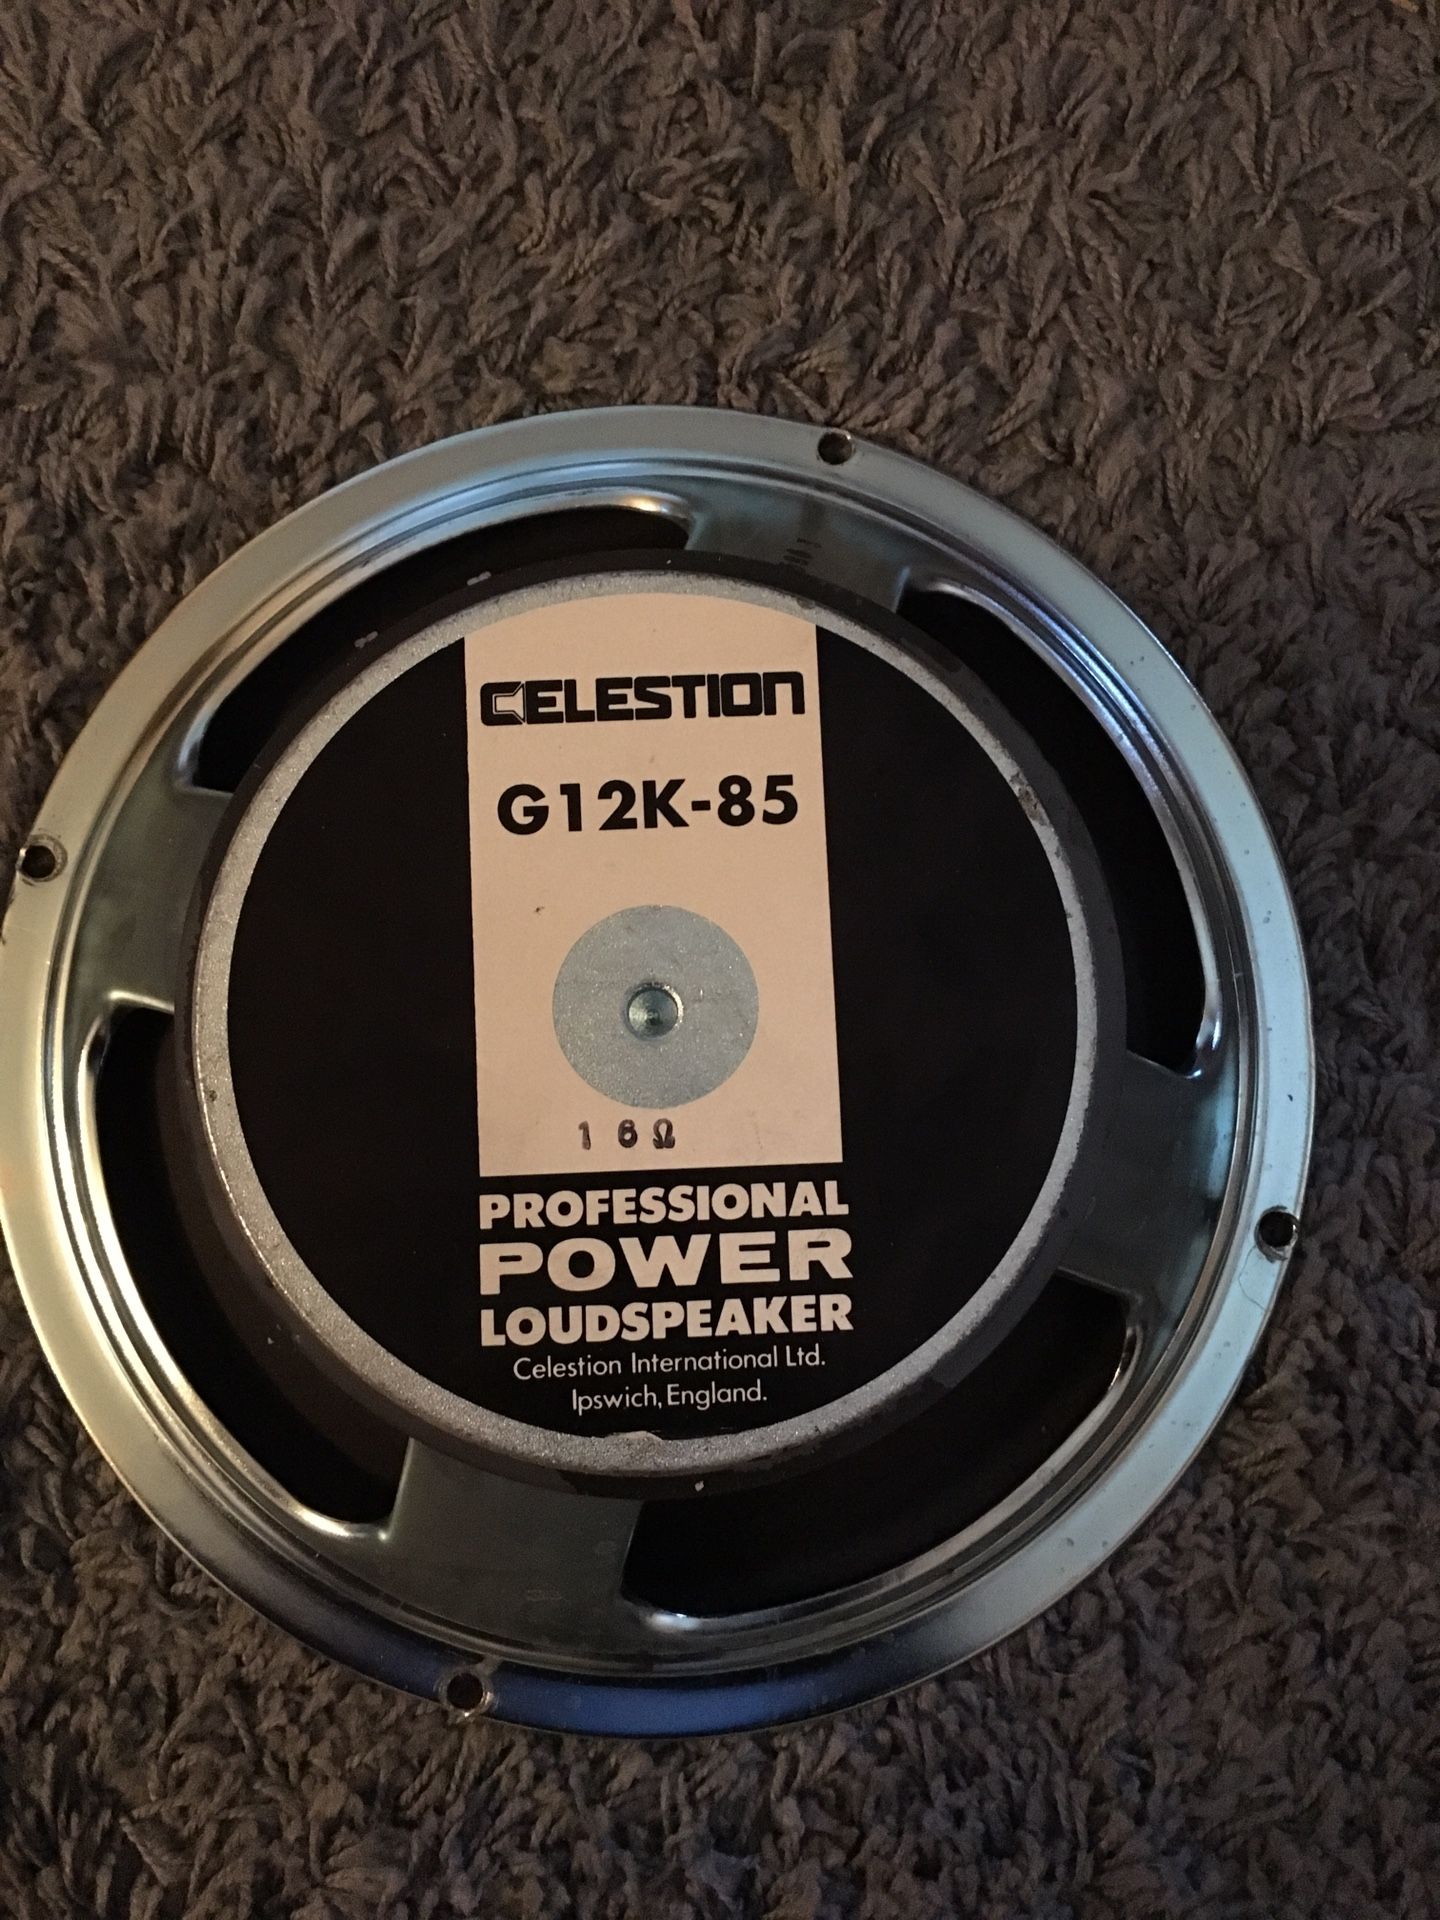 CELESTION
G12K-85
16Ω
PROFESSIONAL
POWER
LOUDSPEAKER
Celestion International Ltd.
Ipswich, England.